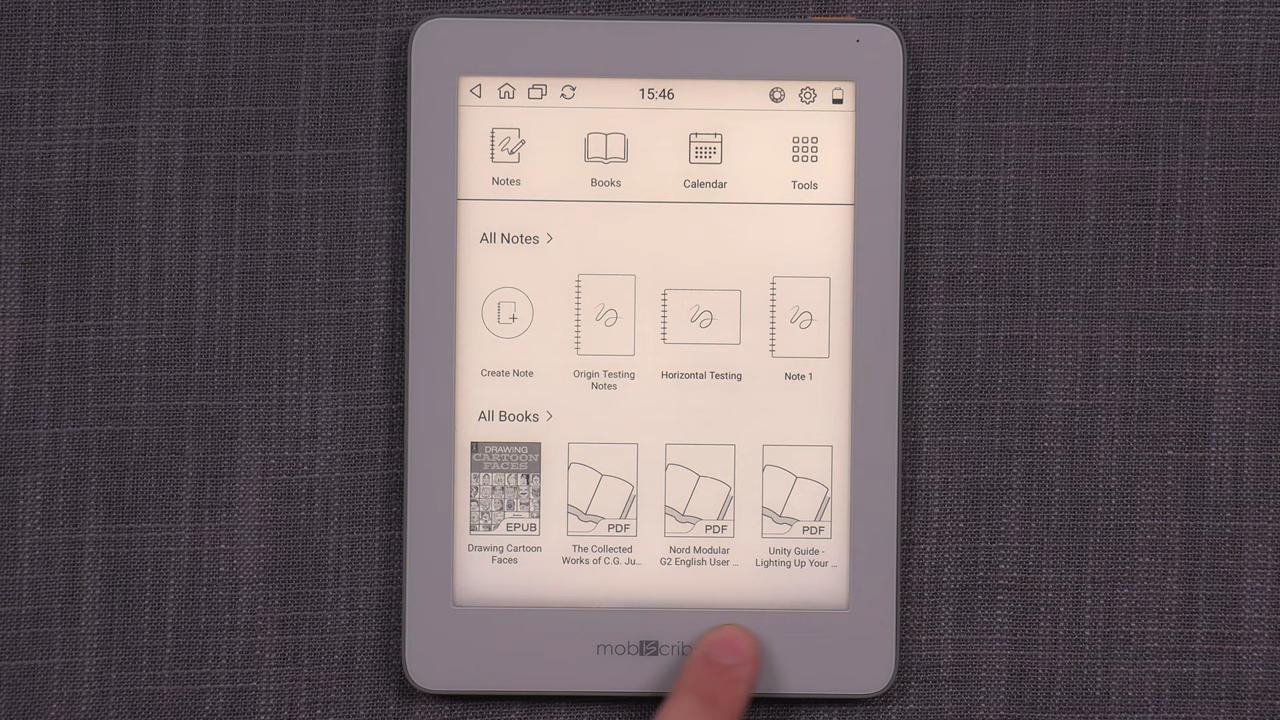 15:46
Notes Books Calendar Tools
All Notes >
Create Note
Origin Testing
Notes
Horizontal Testing
Note 1
All Books >
DRAWING
CARTOON
FACES
EPUB
PDF
PDF
PDF
Drawing Cartoon
Faces
The Collected
Works of C.G. Ju...
Nord Modular
G2 English User ...
Unity Guide -
Lighting Up Your ...
mobiscrib